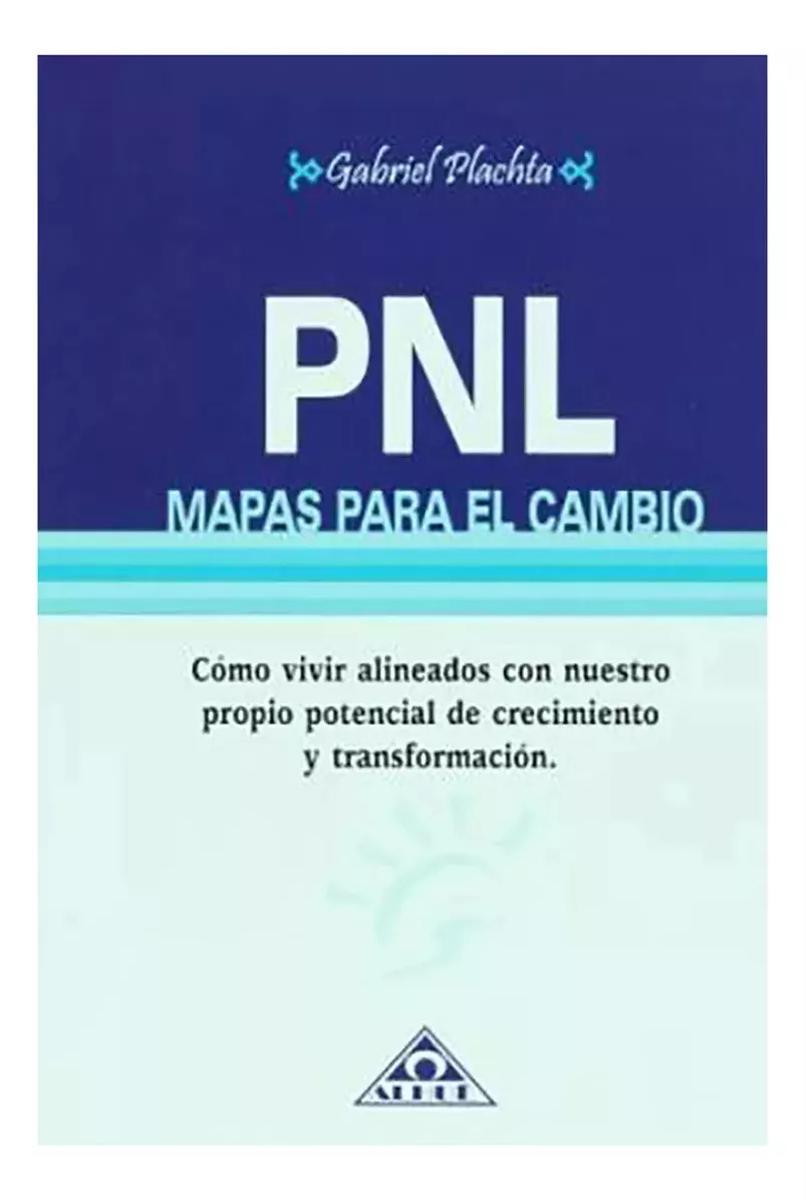 Gabriel Plachta
PNL
MAPAS PARA EL CAMBIO
Cómo vivir alineados con nuestro
propio potencial de crecimiento
y transformación.